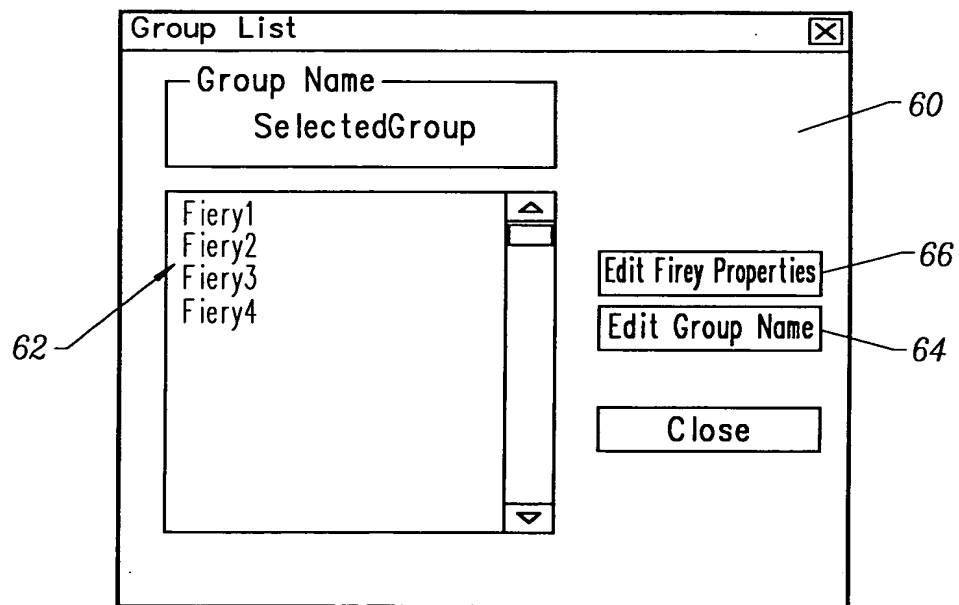 Group List
Group Name
SelectedGroup
60
Fiery1
Fiery2
Fiery3
Fiery4
62
Edit Firey Properties
66
Edit Group Name
64
Close